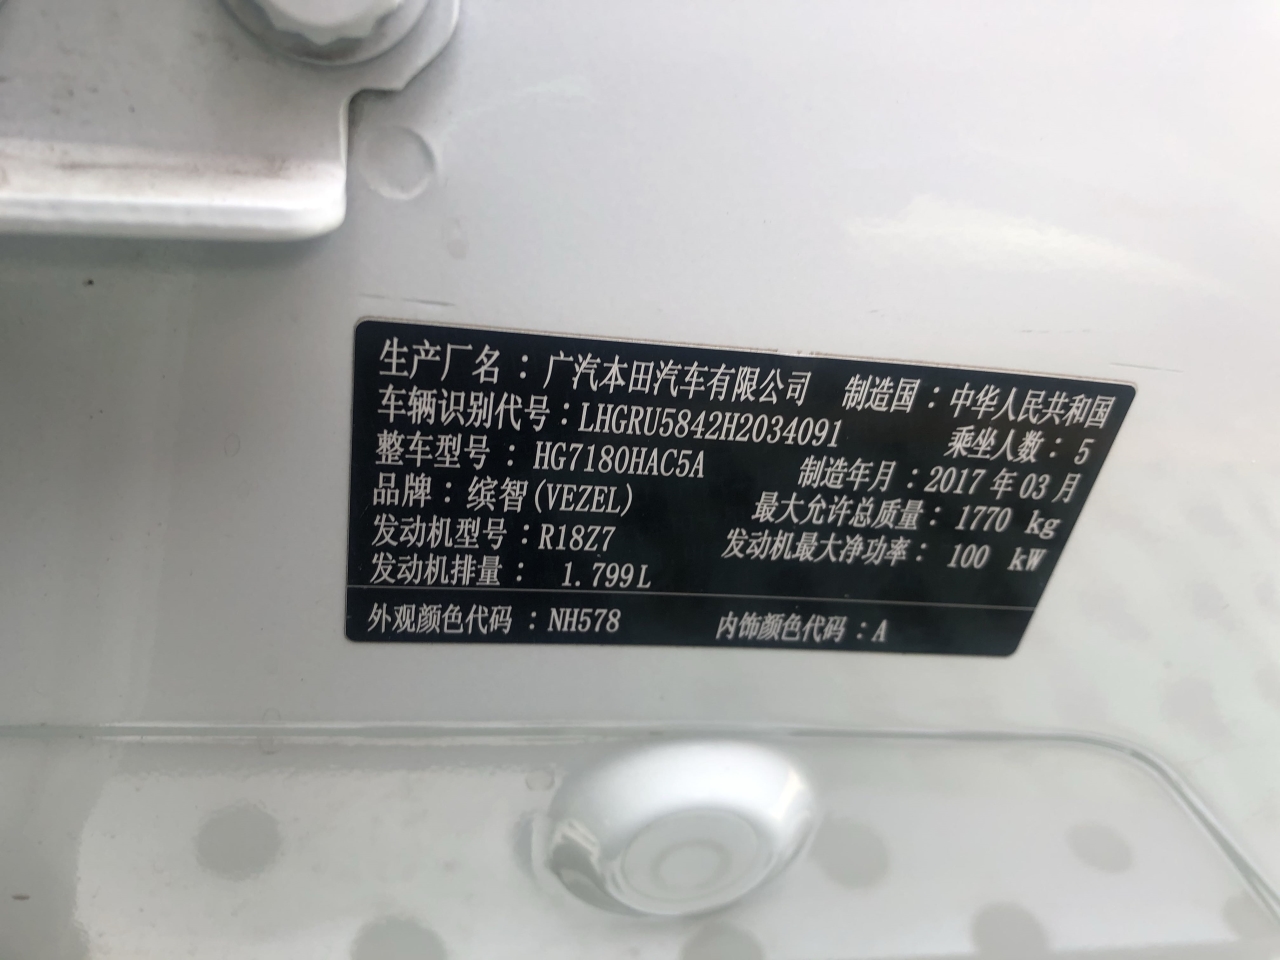 生产厂名：广汽本田汽车有限公司 制造国：中华人民共和国
车辆识别代号：LHGRU5842H2034091 乘坐人数：5
整车型号：HG7180HAC5A 制造年月：2017年03月
品牌：缤智(VEZEL) 最大允许总质量：1770 kg
发动机型号：R18Z7 发动机最大净功率：100 kW
发动机排量：1.799L
外观颜色代码：NH578 内饰颜色代码：A